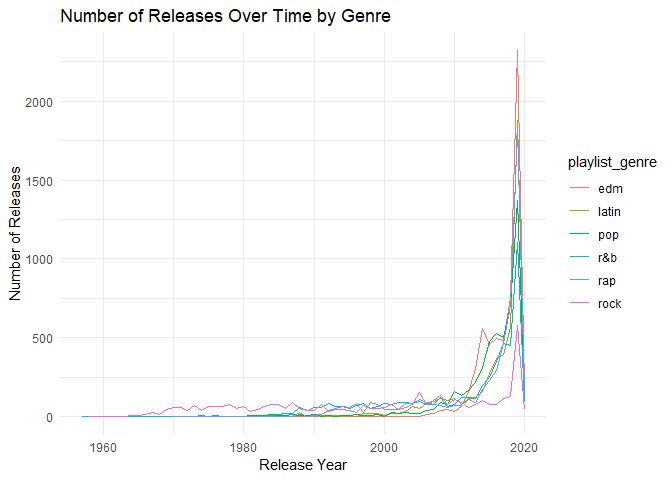 Number of Releases Over Time by Genre
Number of Releases
2000
1500
1000
500
0
1960
1980
2000
2020
Release Year
playlist_genre
edm
latin
pop
r&b
rap
rock